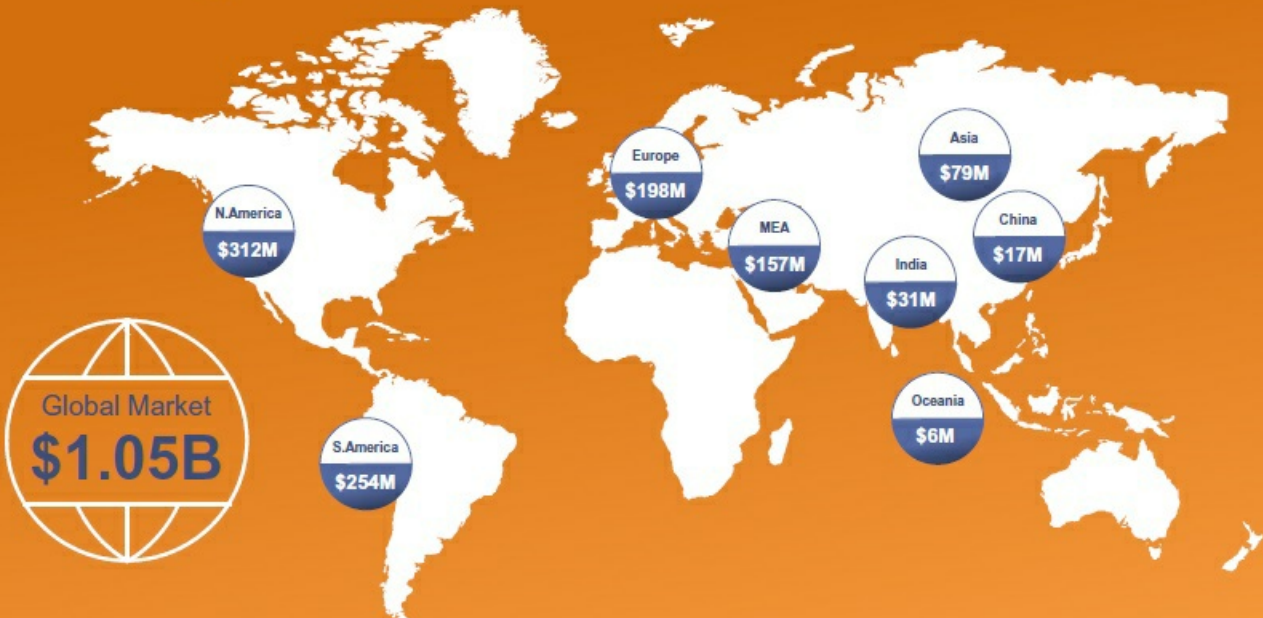 Asia
$79M
Europe
$198M
N.America
$312M
MEA
$157M
China
$17M
India
$31M
Global Market
$1.05B
Oceania
$6M
S.America
$254M